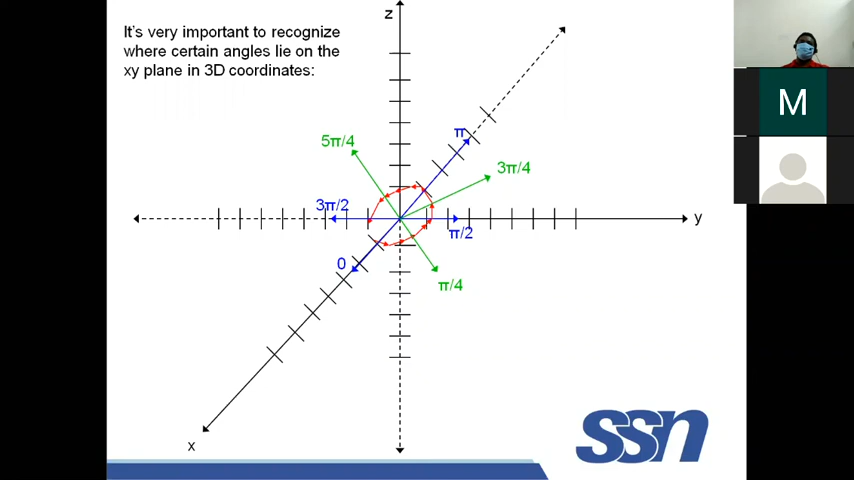 It's very important to recognize
where certain angles lie on the
xy plane in 3D coordinates:
z
π
5π/4
3π/4
3π/2
y
π/2
0
π/4
x
ssn
M